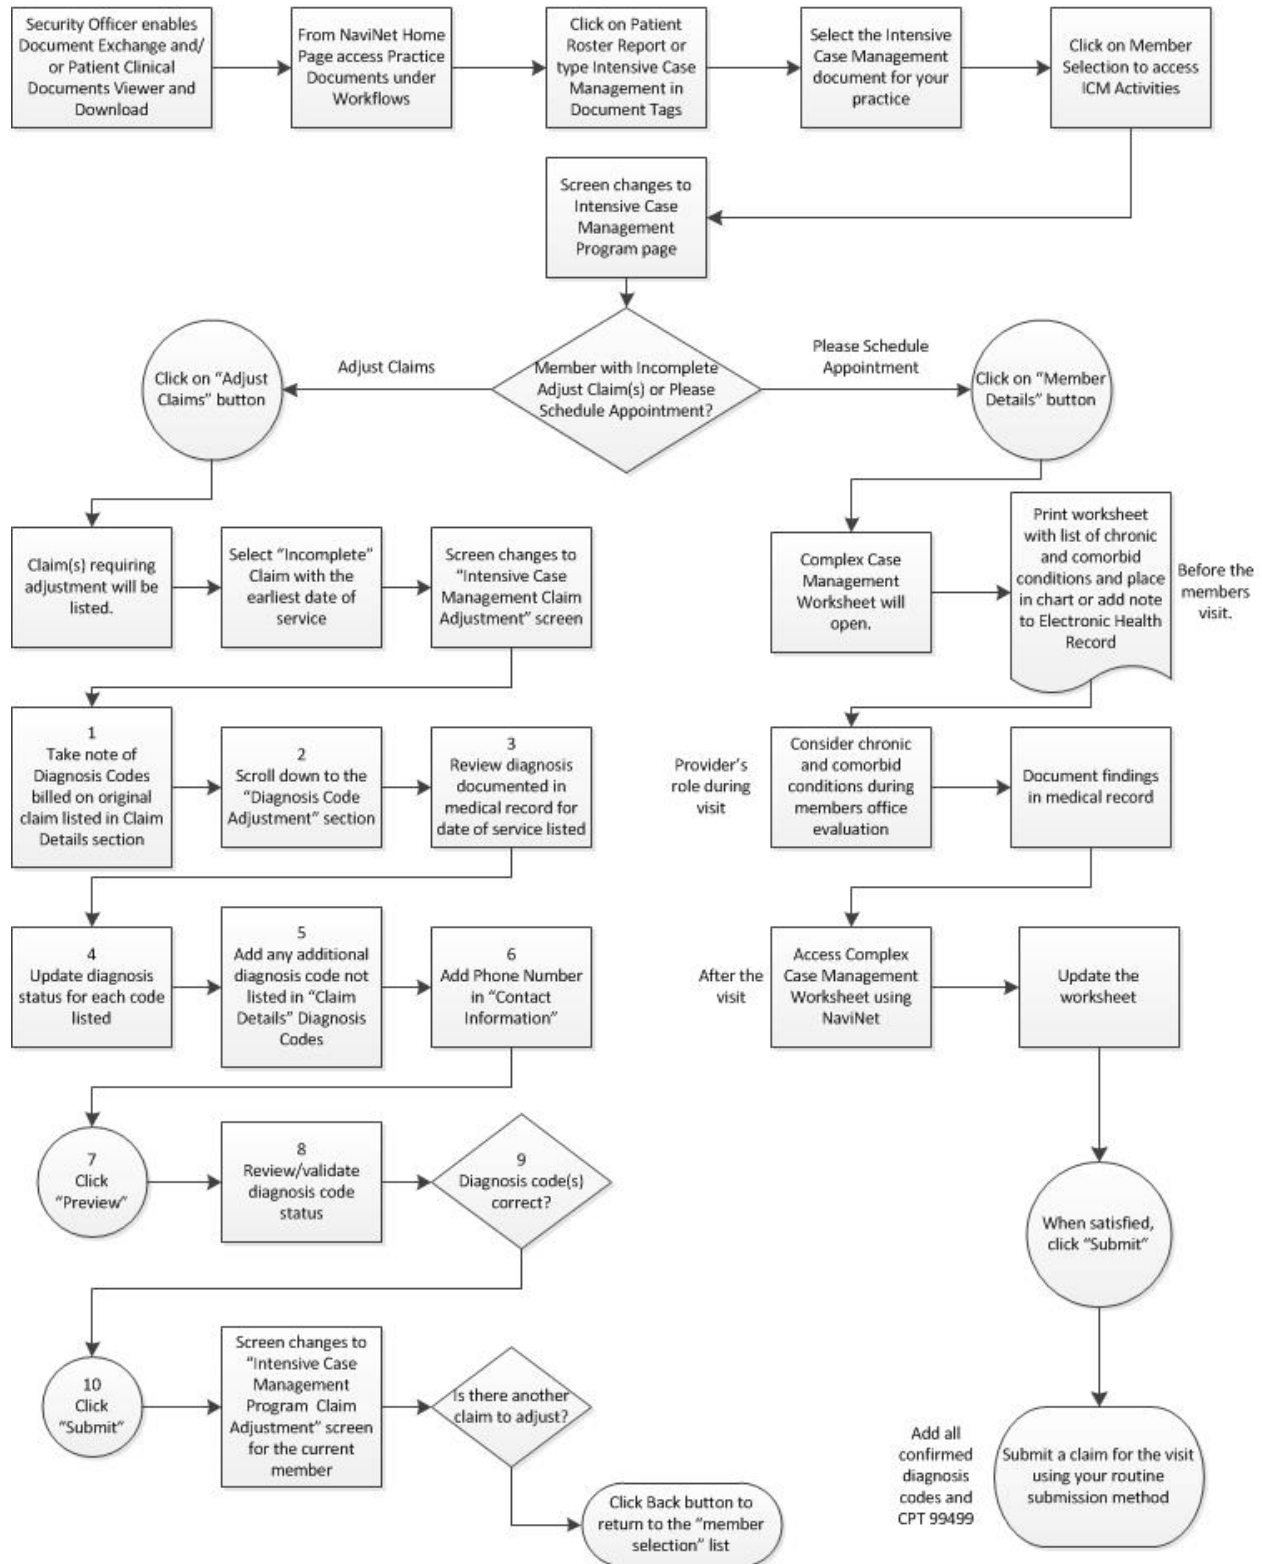 Security Officer enables
Document Exchange and/
or Patient Clinical
Documents Viewer and
Download
From NaviNet Home
Page access Practice
Documents under
Workflows
Click on Patient
Roster Report or
type Intensive Case
Management in
Document Tags
Select the Intensive
Case Management
document for your
practice
Click on Member
Selection to access
ICM Activities
Screen changes to
Intensive Case
Management
Program page
Member with Incomplete
Adjust Claim(s) or Please
Schedule Appointment?
Adjust Claims
Click on “Adjust
Claims” button
Please Schedule
Appointment
Click on “Member
Details” button
Claim(s) requiring
adjustment will be
listed.
Select “Incomplete”
Claim with the
earliest date of
service
Screen changes to
“Intensive Case
Management Claim
Adjustment” screen
1
Take note of
Diagnosis Codes
billed on original
claim listed in Claim
Details section
2
Scroll down to the
“Diagnosis Code
Adjustment” section
3
Review diagnosis
documented in
medical record for
date of service listed
4
Update diagnosis
status for each code
listed
5
Add any additional
diagnosis code not
listed in “Claim
Details” Diagnosis
Codes
6
Add Phone Number
in “Contact
Information”
7
Click
“Preview”
8
Review/validate
diagnosis code
status
9
Diagnosis code(s)
correct?
10
Click
“Submit”
Screen changes to
“Intensive Case
Management
Program Claim
Adjustment” screen
for the current
member
Is there another
claim to adjust?
Click Back button to
return to the “member
selection” list
Complex Case
Management
Worksheet will
open.
Print worksheet
with list of chronic
and comorbid
conditions and place
in chart or add note
to Electronic Health
Record
Before the
members
visit.
Provider’s
role during
visit
Consider chronic
and comorbid
conditions during
members office
evaluation
Document findings
in medical record
After the
visit
Access Complex
Case Management
Worksheet using
NaviNet
Update the
worksheet
When satisfied,
click “Submit”
Add all
confirmed
diagnosis
codes and
CPT 99499
Submit a claim for the visit
using your routine
submission method